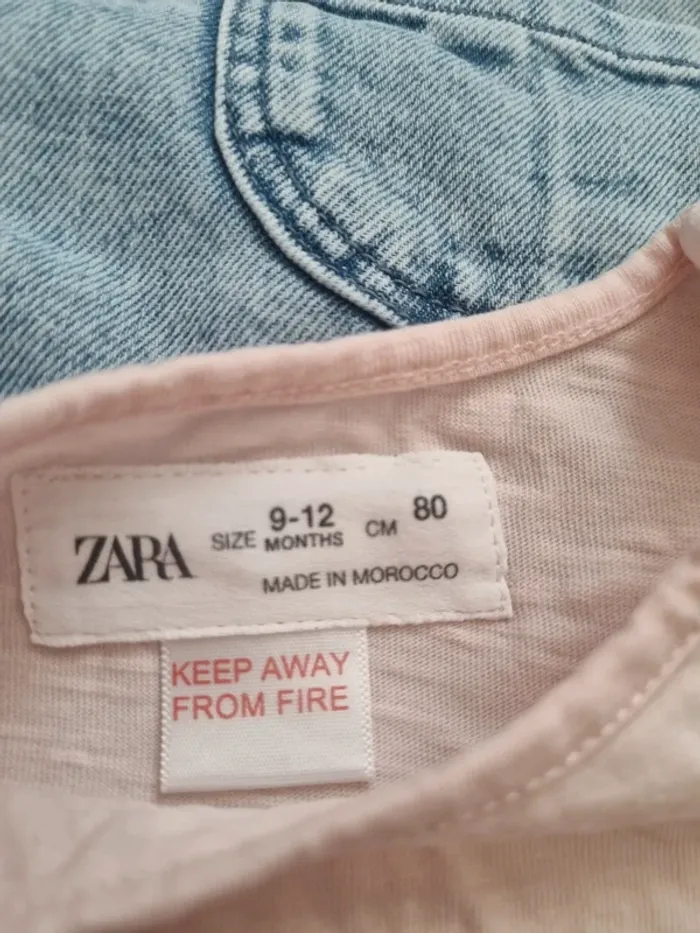 ZARA SIZE 9-12 MONTHS CM 80
MADE IN MOROCCO
KEEP AWAY
FROM FIRE